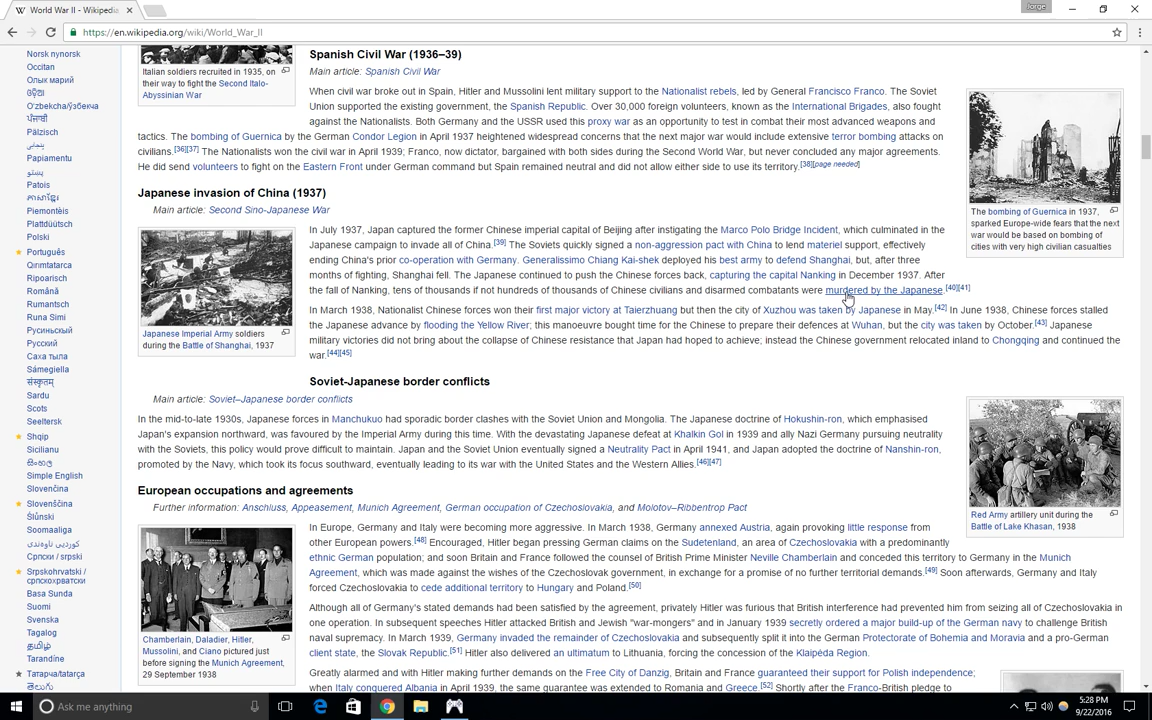 World War II - Wikipedia
Jorge
https://en.wikipedia.org/wiki/World_War_II
Norsk nynorsk
Occitan
Олык марий
ଓଡ଼ିଆ
Oʻzbekcha/ўзбекча
ਪੰਜਾਬੀ
Pälzisch
پنجابی
Papiamentu
پښتو
Patois
ភាសាខ្មែរ
Piemontèis
Plattdüütsch
Polski
Português
Qırımtatarca
Ripoarisch
Română
Rumantsch
Runa Simi
Русиньскый
Русский
Саха тыла
Sámegiella
संस्कृतम्
Sardu
Scots
Seeltersk
Shqip
Sicilianu
සිංහල
Simple English
Slovenčina
Slovenščina
Ślůnski
Soomaaliga
کوردیی ناوەندی
Српски / srpski
Srpskohrvatski /
српскохрватски
Basa Sunda
Suomi
Svenska
Tagalog
தமிழ்
Tarandíne
Татарча/tatarça
తెలుగు
Italian soldiers recruited in 1935, on
their way to fight the Second Italo-
Abyssinian War
Spanish Civil War (1936–39)
Main article: Spanish Civil War
When civil war broke out in Spain, Hitler and Mussolini lent military support to the Nationalist rebels, led by General Francisco Franco. The Soviet
Union supported the existing government, the Spanish Republic. Over 30,000 foreign volunteers, known as the International Brigades, also fought
against the Nationalists. Both Germany and the USSR used this proxy war as an opportunity to test in combat their most advanced weapons and
tactics. The bombing of Guernica by the German Condor Legion in April 1937 heightened widespread concerns that the next major war would include extensive terror bombing attacks on
civilians.[36][37] The Nationalists won the civil war in April 1939; Franco, now dictator, bargained with both sides during the Second World War, but never concluded any major agreements.
He did send volunteers to fight on the Eastern Front under German command but Spain remained neutral and did not allow either side to use its territory.[38][page needed]
The bombing of Guernica in 1937,
sparked Europe-wide fears that the next
war would be based on bombing of
cities with very high civilian casualties
Japanese invasion of China (1937)
Main article: Second Sino-Japanese War
In July 1937, Japan captured the former Chinese imperial capital of Beijing after instigating the Marco Polo Bridge Incident, which culminated in the
Japanese campaign to invade all of China.[39] The Soviets quickly signed a non-aggression pact with China to lend materiel support, effectively
ending China's prior co-operation with Germany. Generalissimo Chiang Kai-shek deployed his best army to defend Shanghai, but, after three
months of fighting, Shanghai fell. The Japanese continued to push the Chinese forces back, capturing the capital Nanking in December 1937. After
the fall of Nanking, tens of thousands if not hundreds of thousands of Chinese civilians and disarmed combatants were murdered by the Japanese.[40][41]
In March 1938, Nationalist Chinese forces won their first major victory at Taierzhuang but then the city of Xuzhou was taken by Japanese in May.[42] In June 1938, Chinese forces stalled
the Japanese advance by flooding the Yellow River; this manoeuvre bought time for the Chinese to prepare their defences at Wuhan, but the city was taken by October.[43] Japanese
military victories did not bring about the collapse of Chinese resistance that Japan had hoped to achieve; instead the Chinese government relocated inland to Chongqing and continued the
war.[44][45]
Japanese Imperial Army soldiers
during the Battle of Shanghai, 1937
Soviet-Japanese border conflicts
Main article: Soviet–Japanese border conflicts
In the mid-to-late 1930s, Japanese forces in Manchukuo had sporadic border clashes with the Soviet Union and Mongolia. The Japanese doctrine of Hokushin-ron, which emphasised
Japan's expansion northward, was favoured by the Imperial Army during this time. With the devastating Japanese defeat at Khalkin Gol in 1939 and ally Nazi Germany pursuing neutrality
with the Soviets, this policy would prove difficult to maintain. Japan and the Soviet Union eventually signed a Neutrality Pact in April 1941, and Japan adopted the doctrine of Nanshin-ron,
promoted by the Navy, which took its focus southward, eventually leading to its war with the United States and the Western Allies.[46][47]
Red Army artillery unit during the
Battle of Lake Khasan, 1938
European occupations and agreements
Further information: Anschluss, Appeasement, Munich Agreement, German occupation of Czechoslovakia, and Molotov–Ribbentrop Pact
In Europe, Germany and Italy were becoming more aggressive. In March 1938, Germany annexed Austria, again provoking little response from
other European powers.[48] Encouraged, Hitler began pressing German claims on the Sudetenland, an area of Czechoslovakia with a predominantly
ethnic German population; and soon Britain and France followed the counsel of British Prime Minister Neville Chamberlain and conceded this territory to Germany in the Munich
Agreement, which was made against the wishes of the Czechoslovak government, in exchange for a promise of no further territorial demands.[49] Soon afterwards, Germany and Italy
forced Czechoslovakia to cede additional territory to Hungary and Poland.[50]
Although all of Germany's stated demands had been satisfied by the agreement, privately Hitler was furious that British interference had prevented him from seizing all of Czechoslovakia in
one operation. In subsequent speeches Hitler attacked British and Jewish "war-mongers" and in January 1939 secretly ordered a major build-up of the German navy to challenge British
naval supremacy. In March 1939, Germany invaded the remainder of Czechoslovakia and subsequently split it into the German Protectorate of Bohemia and Moravia and a pro-German
client state, the Slovak Republic.[51] Hitler also delivered an ultimatum to Lithuania, forcing the concession of the Klaipėda Region.
Greatly alarmed and with Hitler making further demands on the Free City of Danzig, Britain and France guaranteed their support for Polish independence;
when Italy conquered Albania in April 1939, the same guarantee was extended to Romania and Greece.[52] Shortly after the Franco-British pledge to
Chamberlain, Daladier, Hitler,
Mussolini, and Ciano pictured just
before signing the Munich Agreement,
29 September 1938
Ask me anything
5:28 PM
9/22/2016